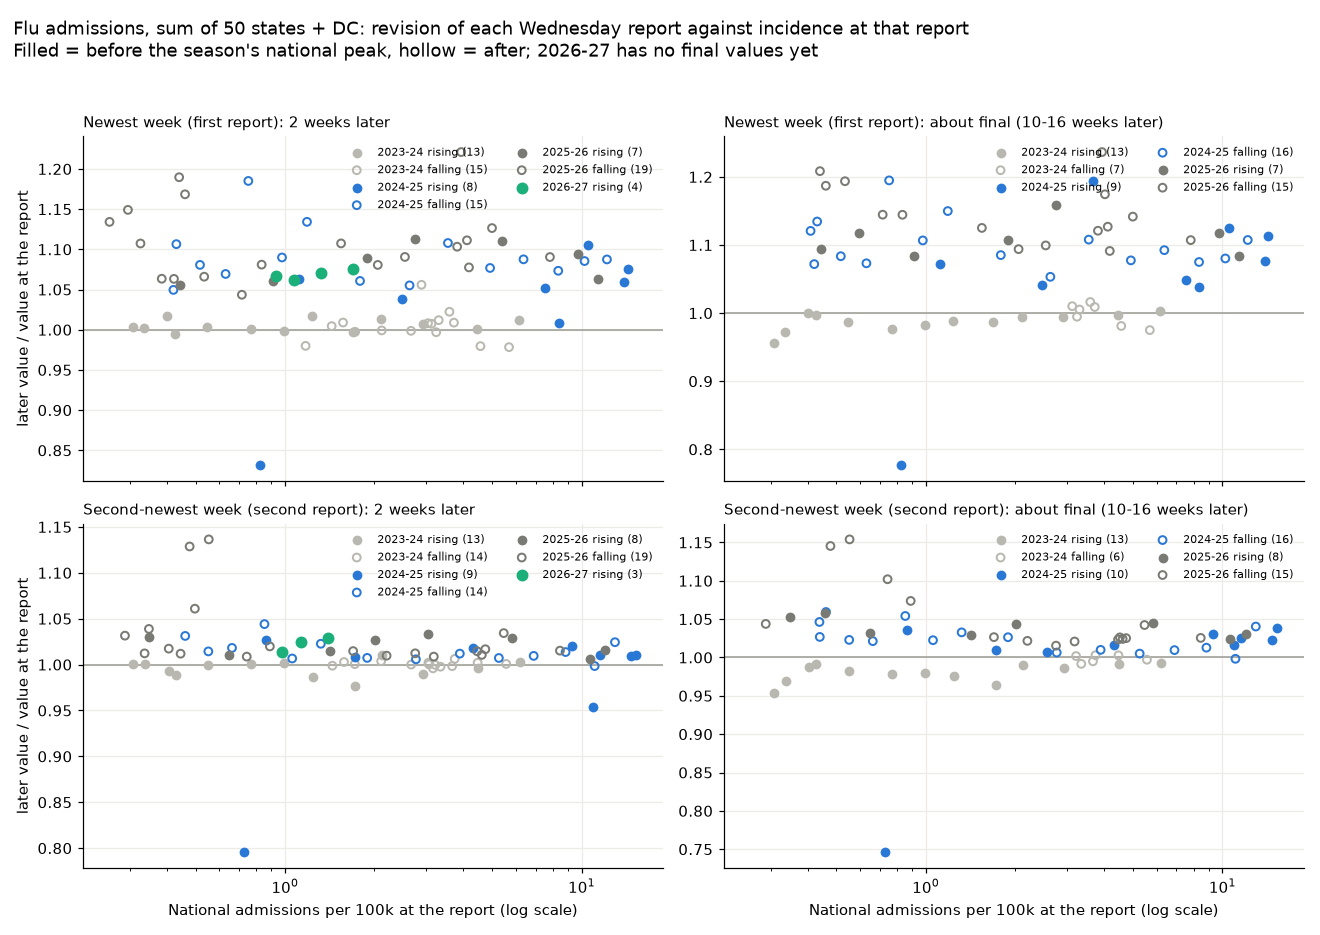 Flu admissions, sum of 50 states + DC: revision of each Wednesday report against incidence at that report
Filled = before the season's national peak, hollow = after; 2026-27 has no final values yet
Newest week (first report): 2 weeks later
2023-24 rising (13)
2023-24 falling (15)
2024-25 rising (8)
2024-25 falling (15)
2025-26 rising (7)
2025-26 falling (19)
2026-27 rising (4)
1.20
1.15
1.10
1.05
1.00
0.95
0.90
0.85
later value / value at the report
Newest week (first report): about final (10-16 weeks later)
2023-24 rising (13)
2023-24 falling (7)
2024-25 rising (9)
2024-25 falling (16)
2025-26 rising (7)
2025-26 falling (15)
1.2
1.1
1.0
0.9
0.8
Second-newest week (second report): 2 weeks later
2023-24 rising (13)
2023-24 falling (14)
2024-25 rising (9)
2024-25 falling (14)
2025-26 rising (8)
2025-26 falling (19)
2026-27 rising (3)
1.15
1.10
1.05
1.00
0.95
0.90
0.85
0.80
later value / value at the report
10⁰
10¹
National admissions per 100k at the report (log scale)
Second-newest week (second report): about final (10-16 weeks later)
2023-24 rising (13)
2023-24 falling (6)
2024-25 rising (10)
2024-25 falling (16)
2025-26 rising (8)
2025-26 falling (15)
1.15
1.10
1.05
1.00
0.95
0.90
0.85
0.80
0.75
10⁰
10¹
National admissions per 100k at the report (log scale)